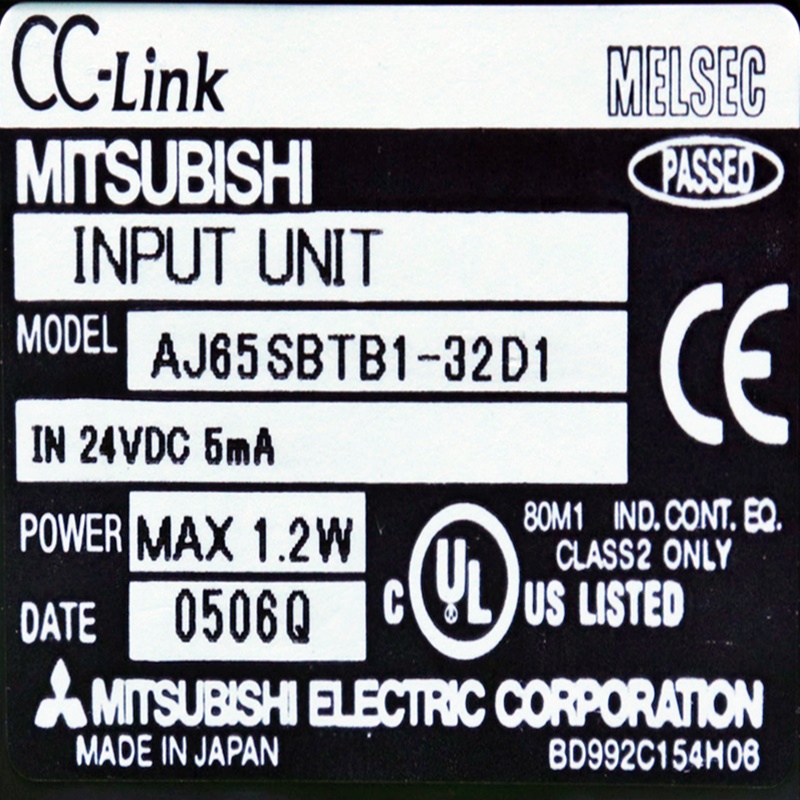 CC-Link MELSEC
MITSUBISHI PASSED
INPUT UNIT
MODEL AJ65SBTB1-32D1
CE
IN 24VDC 5mA
POWER MAX 1.2W
80M1 IND. CONT. EQ.
CLASS2 ONLY
DATE 0506Q
C UL US LISTED
MITSUBISHI ELECTRIC CORPORATION
MADE IN JAPAN BD992C154H06